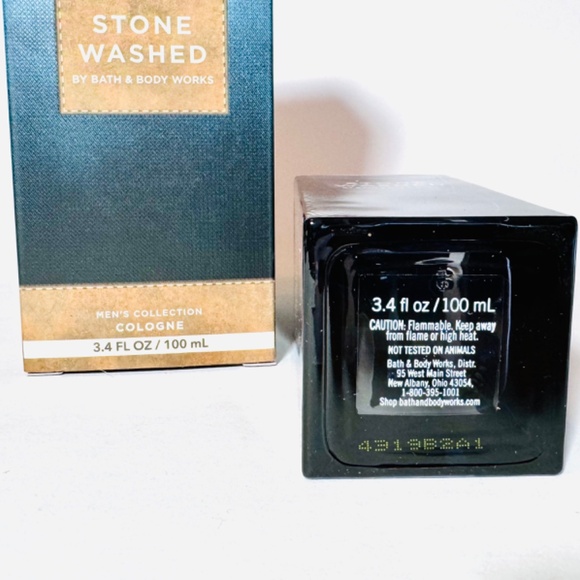 STONE
WASHED
BY BATH & BODY WORKS
MEN'S COLLECTION
COLOGNE
3.4 FL OZ / 100 mL
3.4 fl oz / 100 mL
CAUTION: Flammable. Keep away
from flame or high heat.
NOT TESTED ON ANIMALS
Bath & Body Works, Distr.
95 West Main Street
New Albany, Ohio 43054,
1-800-395-1001
Shop bathandbodyworks.com
4319B2A1